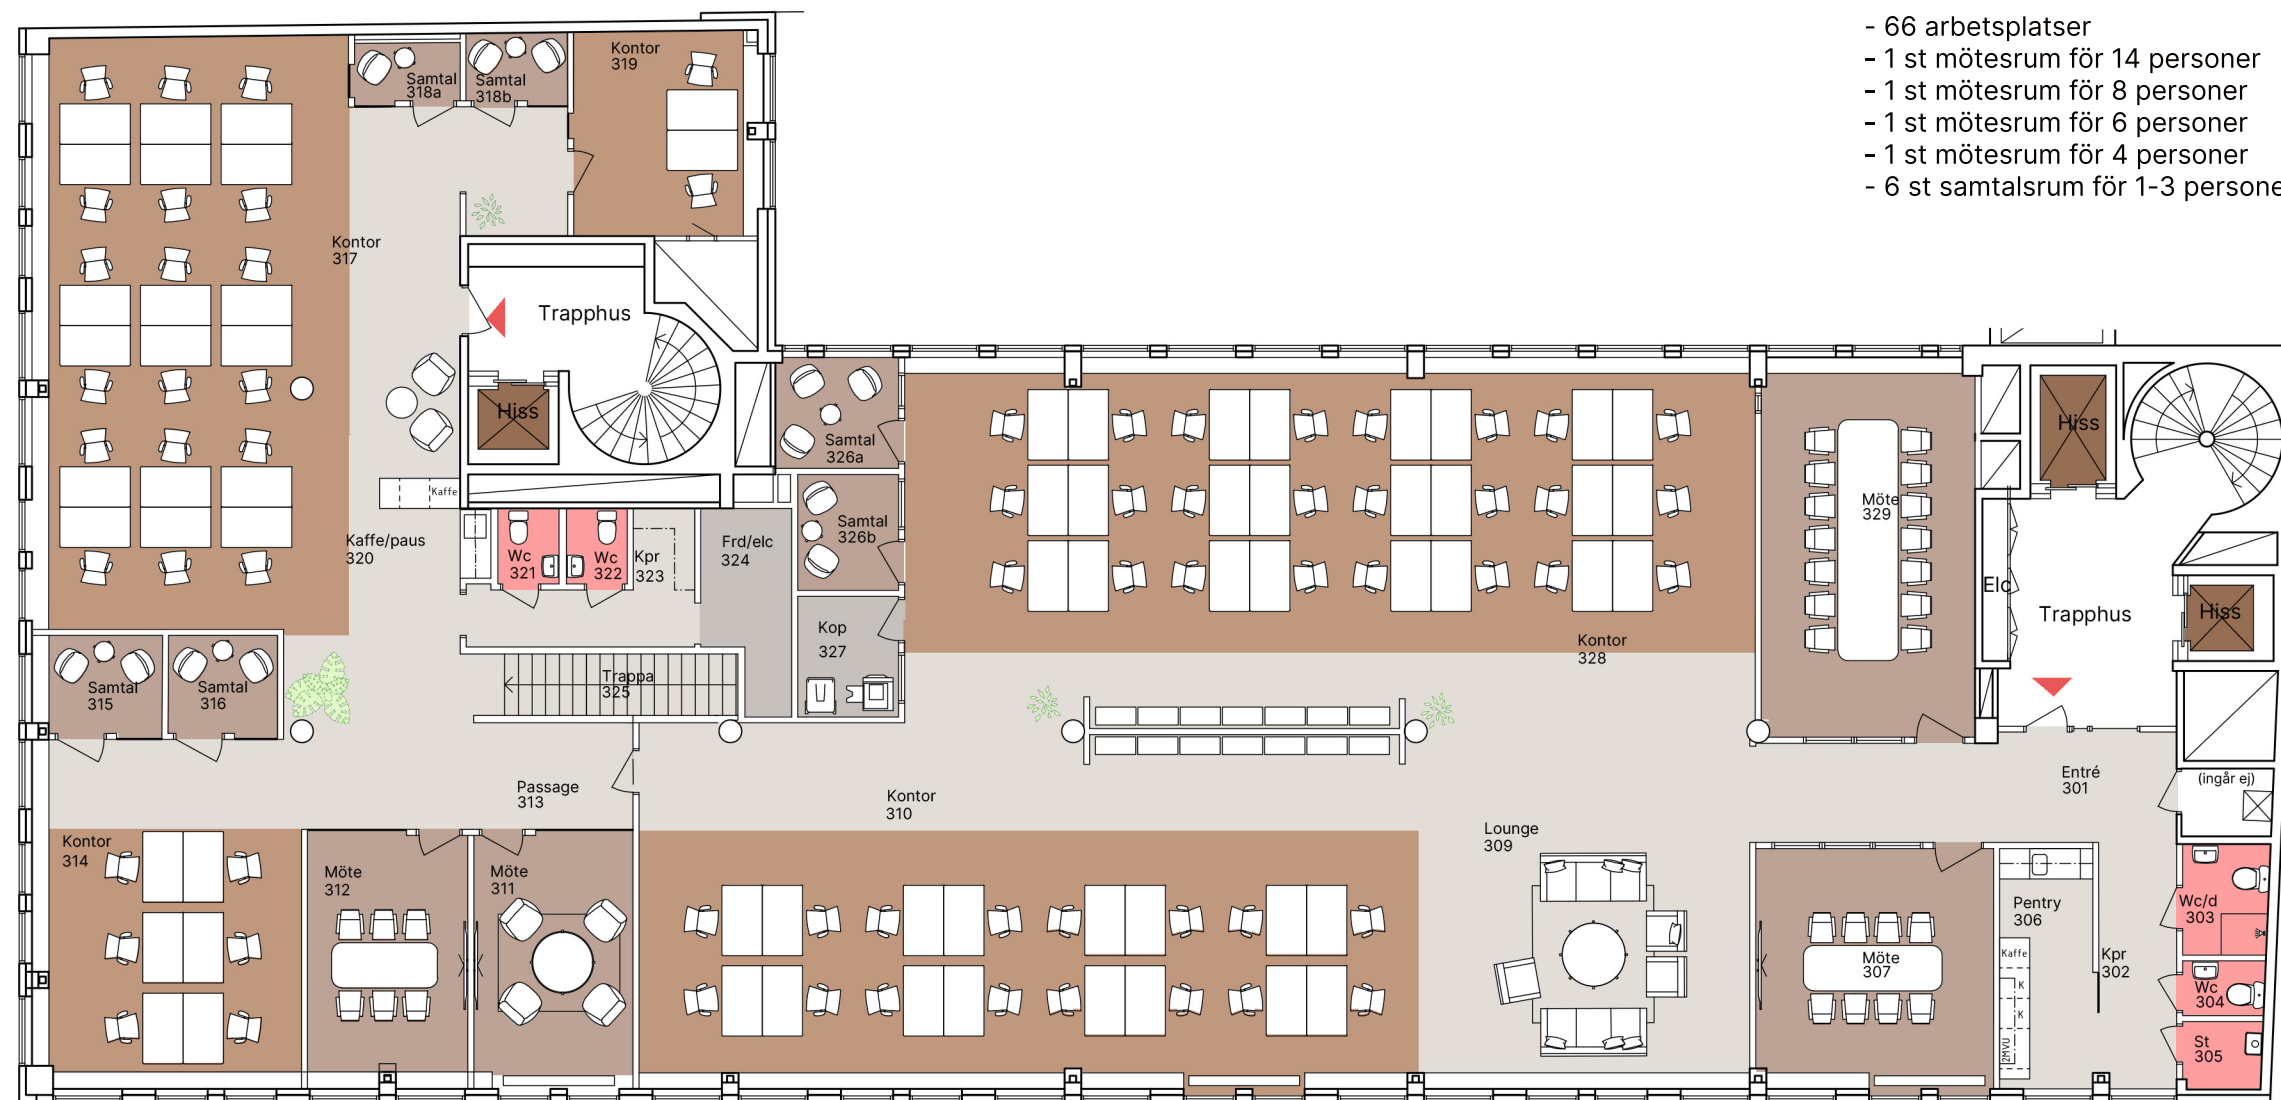 - 66 arbetsplatser
- 1 st mötesrum för 14 personer
- 1 st mötesrum för 8 personer
- 1 st mötesrum för 6 personer
- 1 st mötesrum för 4 personer
- 6 st samtalsrum för 1-3 persone
Kontor
319
Samtal
318a
Samtal
318b
Kontor
317
Trapphus
Hiss
Samtal
326a
Kaffe
Samtal
326b
Kaffe/paus
320
Wc
321
Wc
322
Kpr
323
Frd/elc
324
Kop
327
Kontor
328
Möte
329
Hiss
Elc
Trapphus
Hiss
Samtal
315
Samtal
316
Trappa
325
Passage
313
Kontor
310
Entré
301
(ingår ej)
Lounge
309
Kontor
314
Möte
312
Möte
311
Möte
307
Pentry
306
Kaffe
K
K
2MVU
Kpr
302
Wc/d
303
Wc
304
St
305